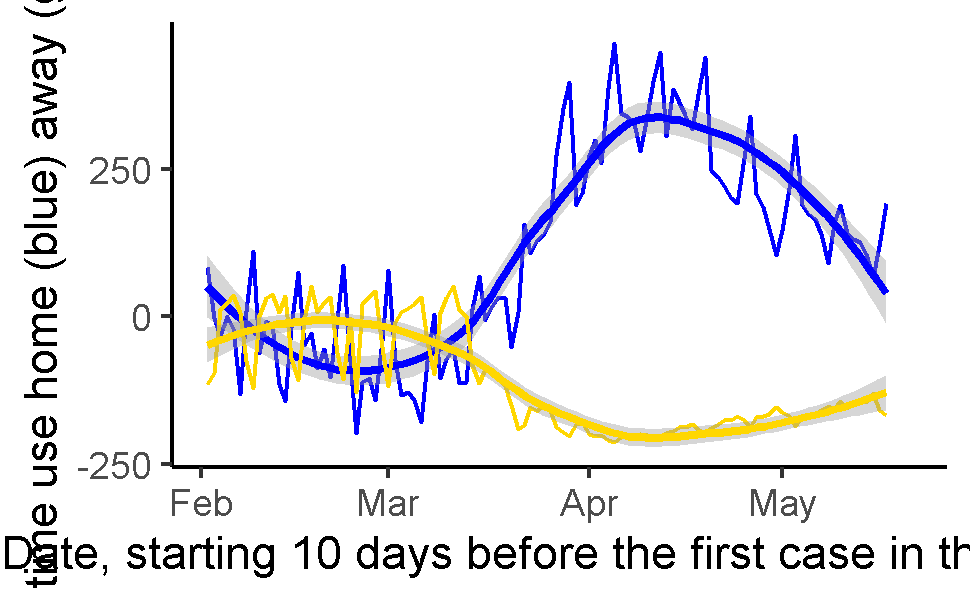 time use home (blue) away (
250
0
-250
Feb Mar Apr May
Date, starting 10 days before the first case in th